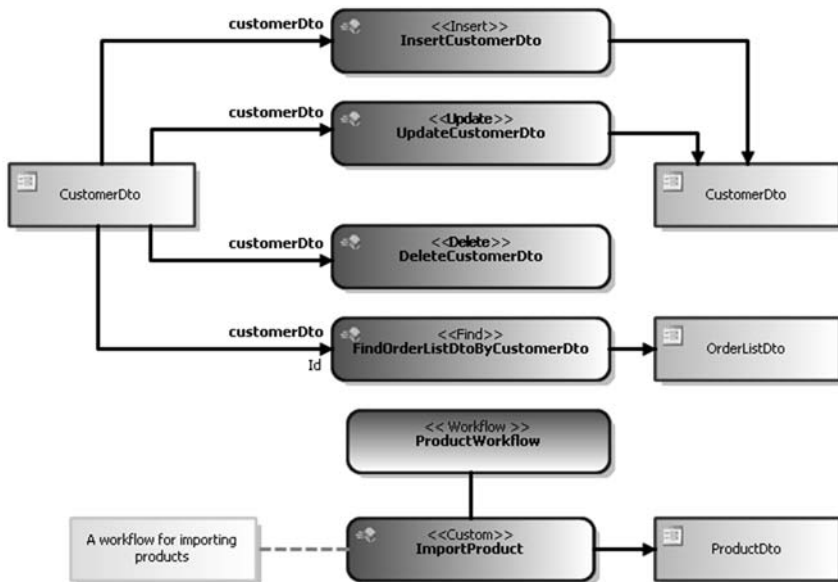 customerDto
<<Insert>>
InsertCustomerDto
customerDto
<<Update>>
UpdateCustomerDto
CustomerDto
CustomerDto
customerDto
<<Delete>>
DeleteCustomerDto
customerDto
Id
<<Find>>
FindOrderListDtoByCustomerDto
OrderListDto
<< Workflow >>
ProductWorkflow
A workflow for importing
products
<<Custom>>
ImportProduct
ProductDto